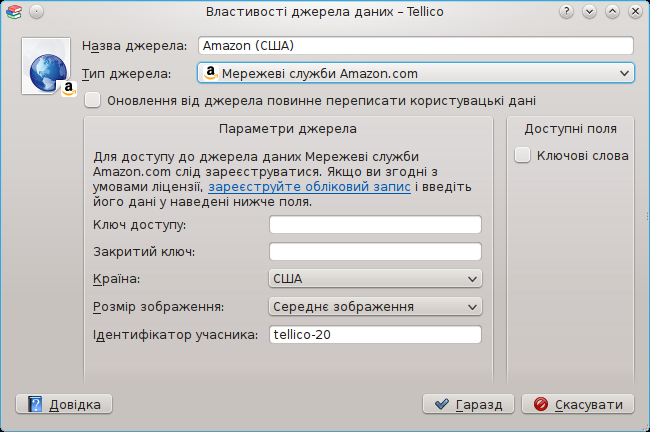 Властивості джерела даних – Tellico
Назва джерела: Amazon (США)
Тип джерела: Мережеві служби Amazon.com
Оновлення від джерела повинне переписати користувацькі дані
Параметри джерела
Для доступу до джерела даних Мережеві служби
Amazon.com слід зареєструватися. Якщо ви згодні з
умовами ліцензії, зареєструйте обліковий запис і введіть
його дані у наведені нижче поля.
Ключ доступу:
Закритий ключ:
Країна: США
Розмір зображення: Середнє зображення
Ідентифікатор учасника: tellico-20
Доступні поля
Ключові слова
Довідка
Гаразд
Скасувати